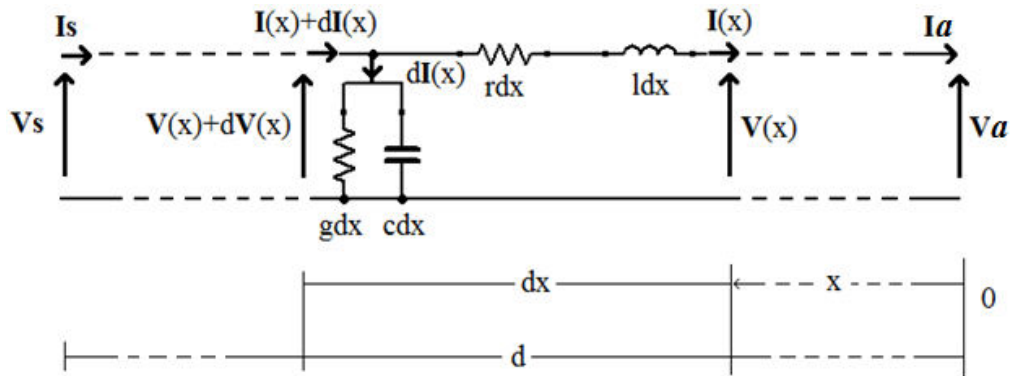 Is I(x)+dI(x) I(x) Ia
dI(x) rdx ldx
Vs V(x)+dV(x) V(x) Va
gdx cdx
dx x 0
d